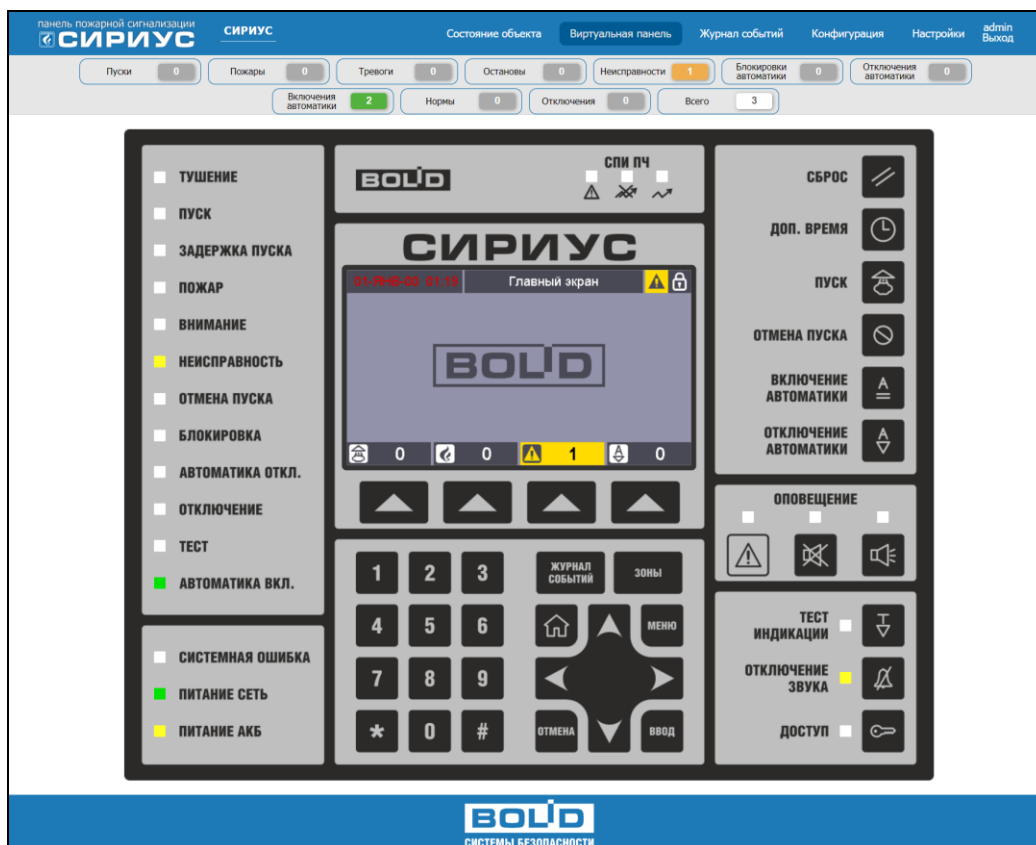 панель пожарной сигнализации
СИРИУС
СИРИУС
Состояние объекта Виртуальная панель Журнал событий Конфигурация Настройки
admin
Выход
Пуски 0
Пожары 0
Тревоги 0
Остановы 0
Неисправности 1
Блокировки автоматики 0
Отключения автоматики 0
Включения автоматики 2
Нормы 0
Отключения 0
Всего 3
ТУШЕНИЕ
ПУСК
ЗАДЕРЖКА ПУСКА
ПОЖАР
ВНИМАНИЕ
НЕИСПРАВНОСТЬ
ОТМЕНА ПУСКА
БЛОКИРОВКА
АВТОМАТИКА ОТКЛ.
ОТКЛЮЧЕНИЕ
ТЕСТ
АВТОМАТИКА ВКЛ.
СИСТЕМНАЯ ОШИБКА
ПИТАНИЕ СЕТЬ
ПИТАНИЕ АКБ
BOLID
СПИ ПЧ
СИРИУС
01-ЯНВ-00 01:19 Главный экран
BOLID
0 0 1 0
1 2 3
4 5 6
7 8 9
* 0 #
ЖУРНАЛ
СОБЫТИЙ
ЗОНЫ
МЕНЮ
ОТМЕНА
ВВОД
СБРОС
ДОП. ВРЕМЯ
ПУСК
ОТМЕНА ПУСКА
ВКЛЮЧЕНИЕ
АВТОМАТИКИ
ОТКЛЮЧЕНИЕ
АВТОМАТИКИ
ОПОВЕЩЕНИЕ
ТЕСТ
ИНДИКАЦИИ
ОТКЛЮЧЕНИЕ
ЗВУКА
ДОСТУП
BOLID
СИСТЕМЫ БЕЗОПАСНОСТИ